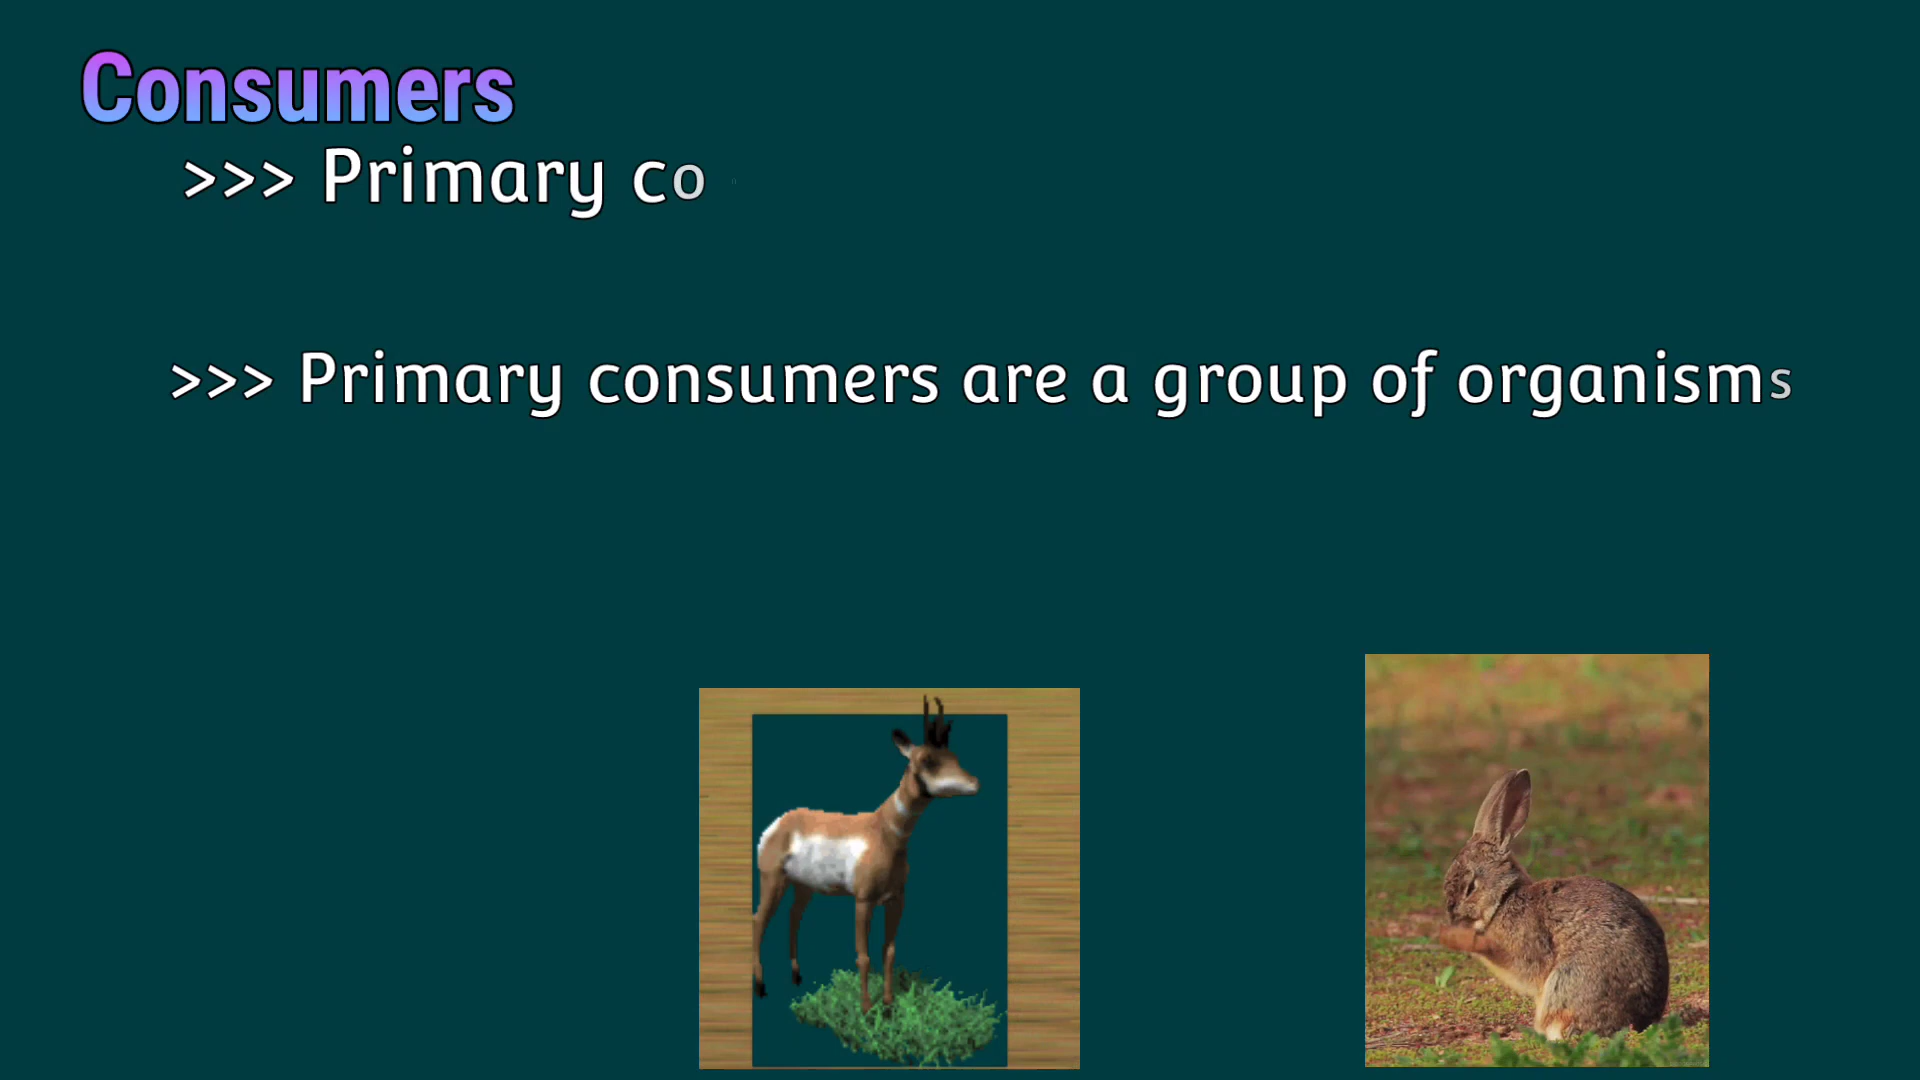 Consumers
>>> Primary co
>>> Primary consumers are a group of organisms